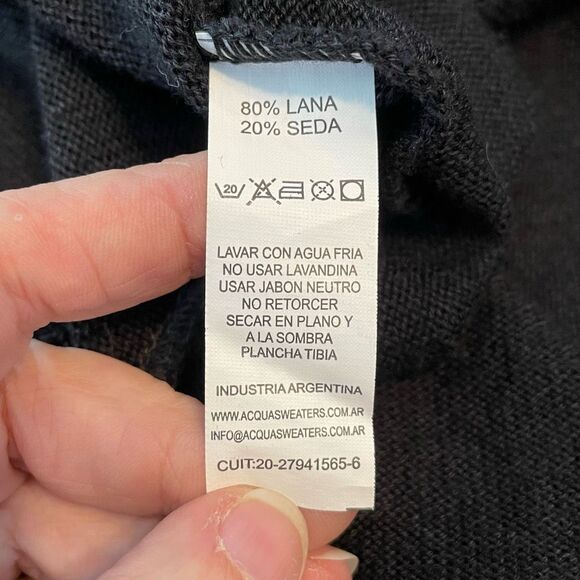 80% LANA
20% SEDA
20
LAVAR CON AGUA FRIA
NO USAR LAVANDINA
USAR JABON NEUTRO
NO RETORCER
SECAR EN PLANO Y
A LA SOMBRA
PLANCHA TIBIA
INDUSTRIA ARGENTINA
WWW.ACQUASWEATERS.COM.AR
INFO@ACQUASWEATERS.COM.AR
CUIT:20-27941565-6